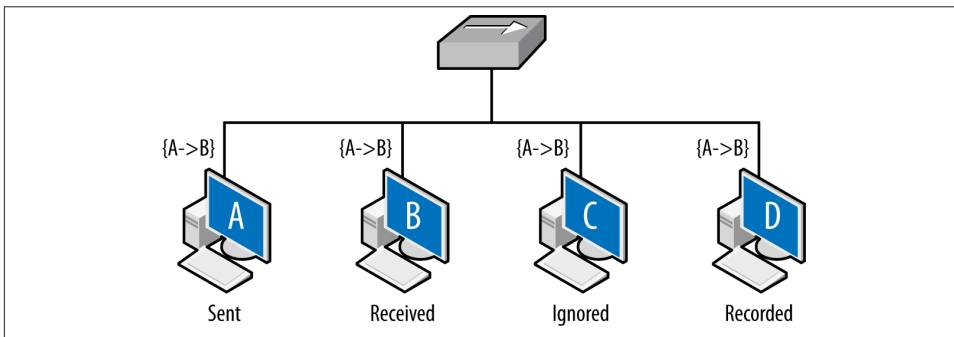 {A->B} {A->B} {A->B} {A->B}
A B C D
Sent Received Ignored Recorded